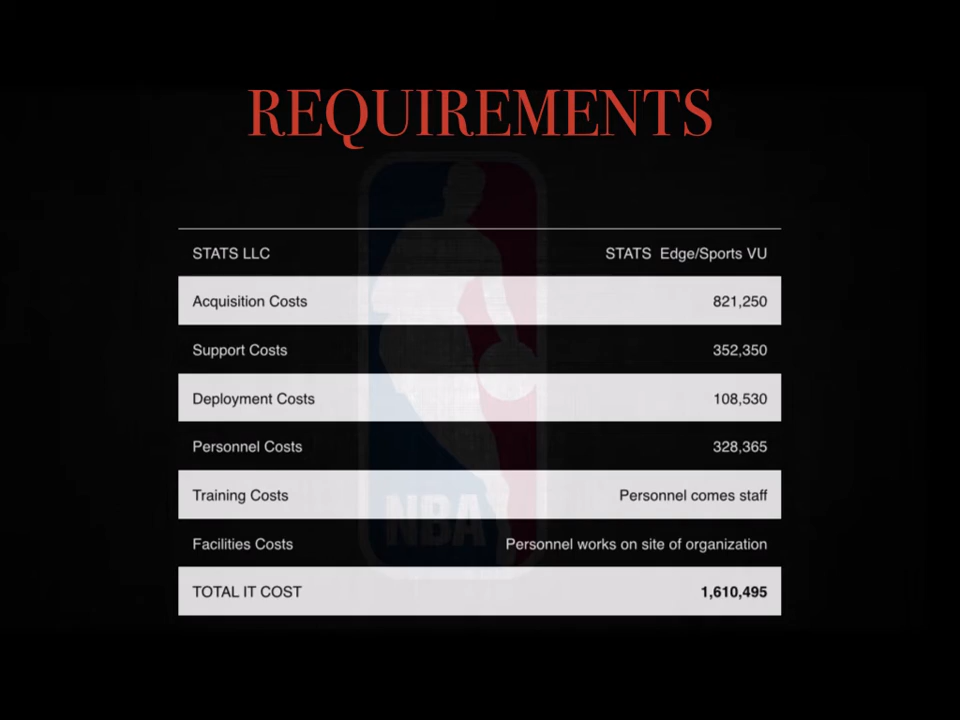 REQUIREMENTS
STATS LLC STATS Edge/Sports VU
Acquisition Costs 821,250
Support Costs 352,350
Deployment Costs 108,530
Personnel Costs 328,365
Training Costs Personnel comes staff
Facilities Costs Personnel works on site of organization
TOTAL IT COST 1,610,495
NBA